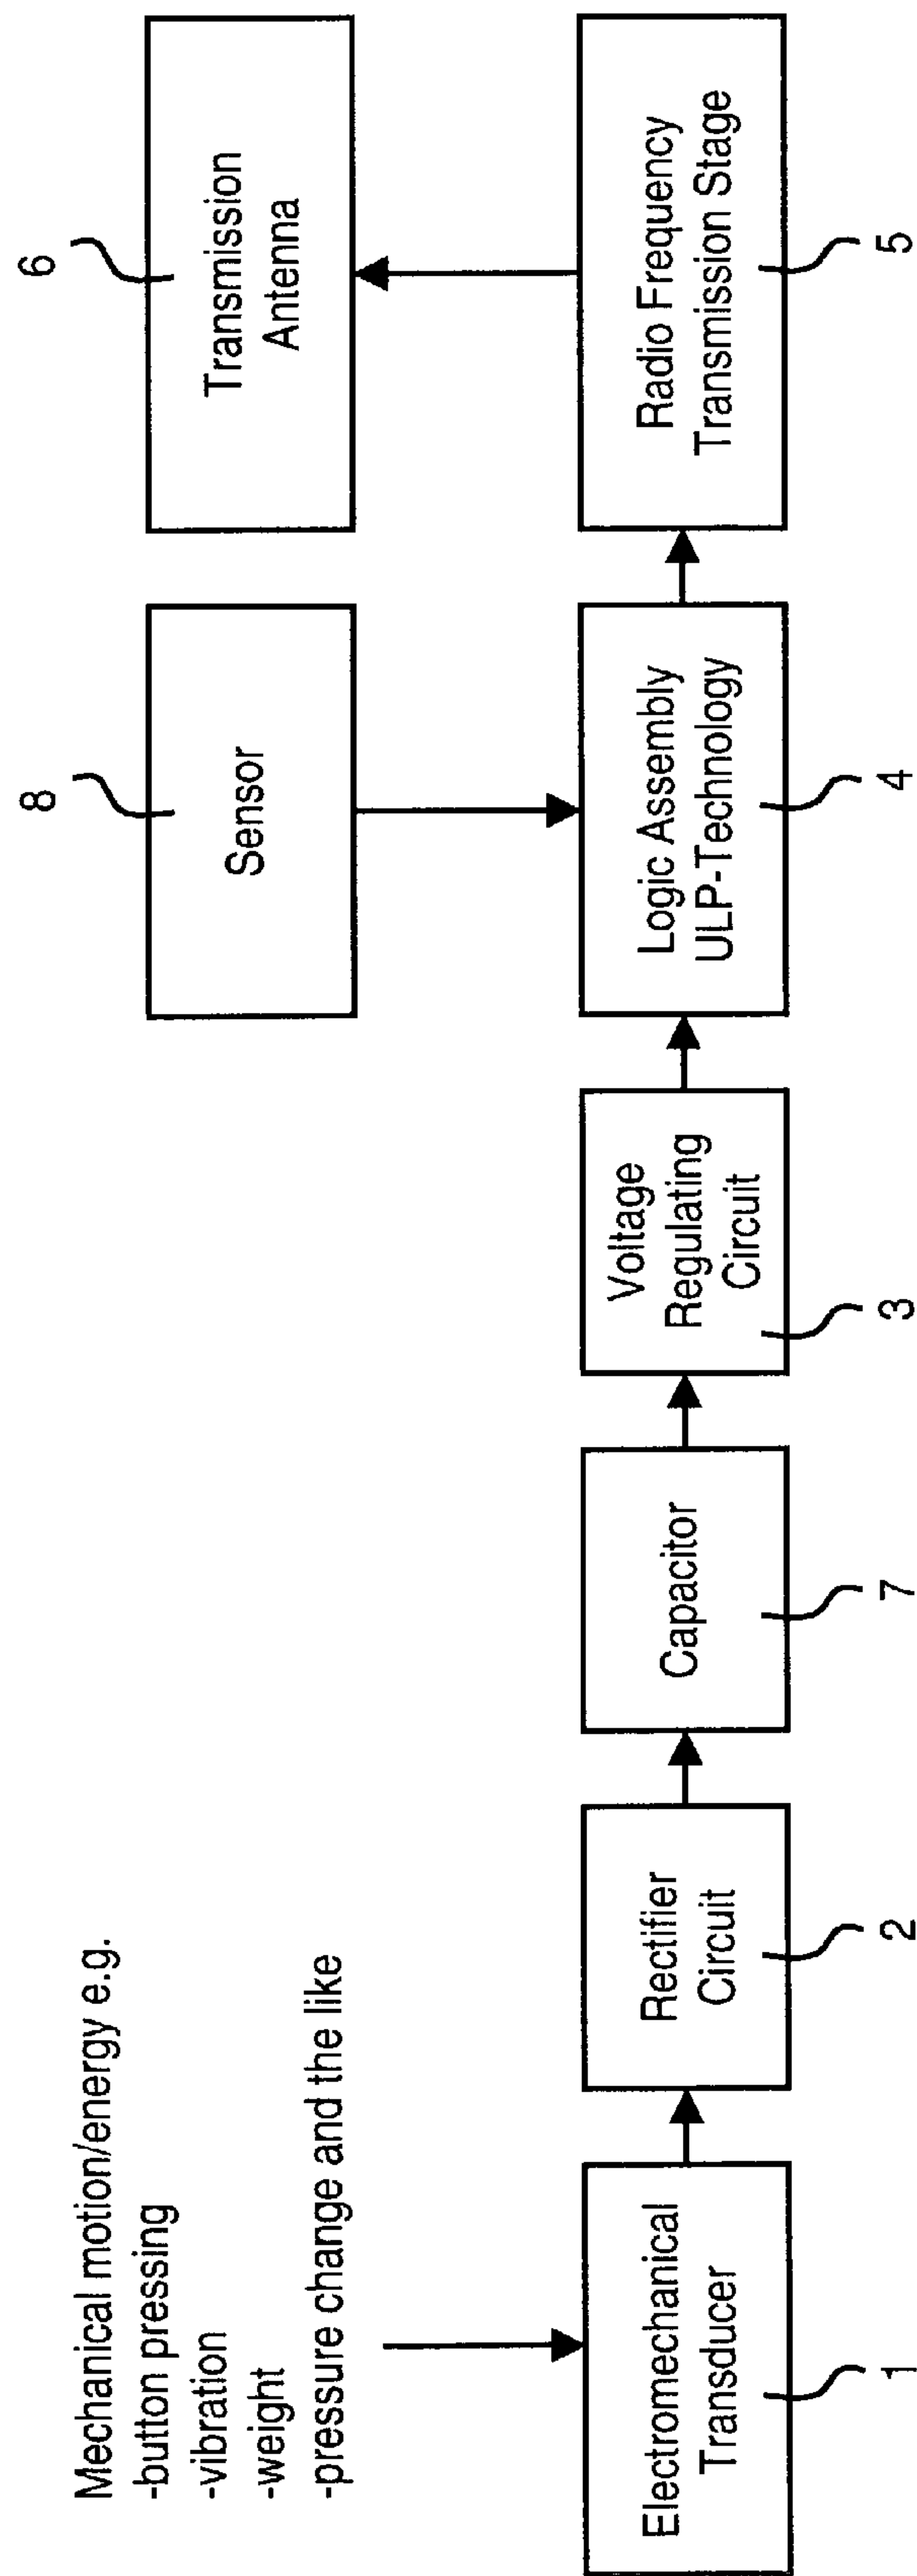 Mechanical motion/energy e.g.
-button pressing
-vibration
-weight
-pressure change and the like
8
6
Sensor
Transmission
Antenna
Electromechanical
Transducer
Rectifier
Circuit
Capacitor
Voltage
Regulating
Circuit
Logic Assembly
ULP-Technology
Radio Frequency
Transmission Stage
1
2
7
3
4
5